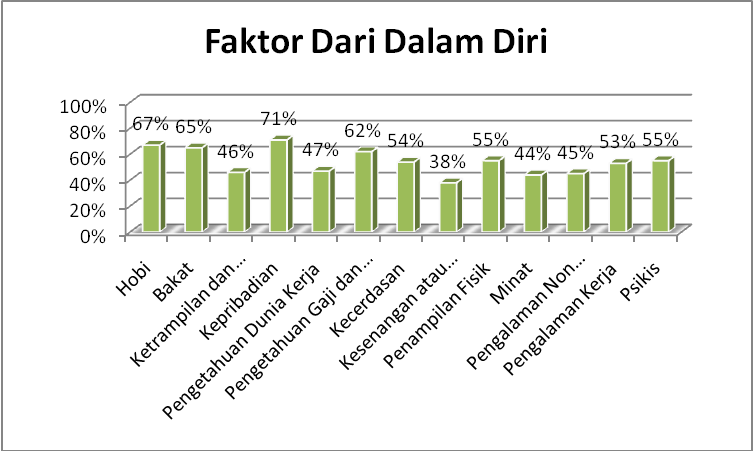 Faktor Dari Dalam Diri
100%
80%
60%
40%
20%
0%
67%
65%
46%
71%
47%
62%
54%
38%
55%
44%
45%
53%
55%
Hobi
Bakat
Ketrampilan dan...
Kepribadian
Pengetahuan Dunia Kerja
Pengetahuan Gaji dan...
Kecerdasan
Kesenangan atau...
Penampilan Fisik
Minat
Pengalaman Non...
Pengalaman Kerja
Psikis